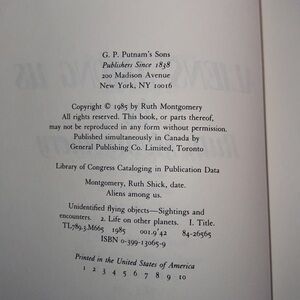 G. P. Putnam's Sons
Publishers Since 1838
200 Madison Avenue
New York, NY 10016
Copyright © 1985 by Ruth Montgomery
All rights reserved. This book, or parts thereof,
may not be reproduced in any form without permission.
Published simultaneously in Canada by
General Publishing Co. Limited, Toronto
Library of Congress Cataloging in Publication Data
Montgomery, Ruth Shick, date.
Aliens among us.
Unidentified flying objects—Sightings and
encounters. 2. Life on other planets. I. Title.
TL789.3.M665 1985 001.9'42 84-26565
ISBN 0-399-13065-9
Printed in the United States of America
1 2 3 4 5 6 7 8 9 10